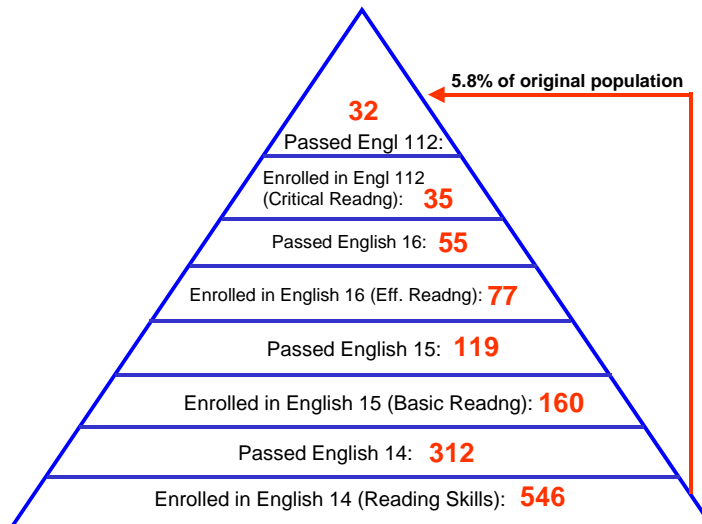 5.8% of original population
32
Passed Engl 112:
Enrolled in Engl 112
(Critical Readng): 35
Passed English 16: 55
Enrolled in English 16 (Eff. Readng): 77
Passed English 15: 119
Enrolled in English 15 (Basic Readng): 160
Passed English 14: 312
Enrolled in English 14 (Reading Skills): 546